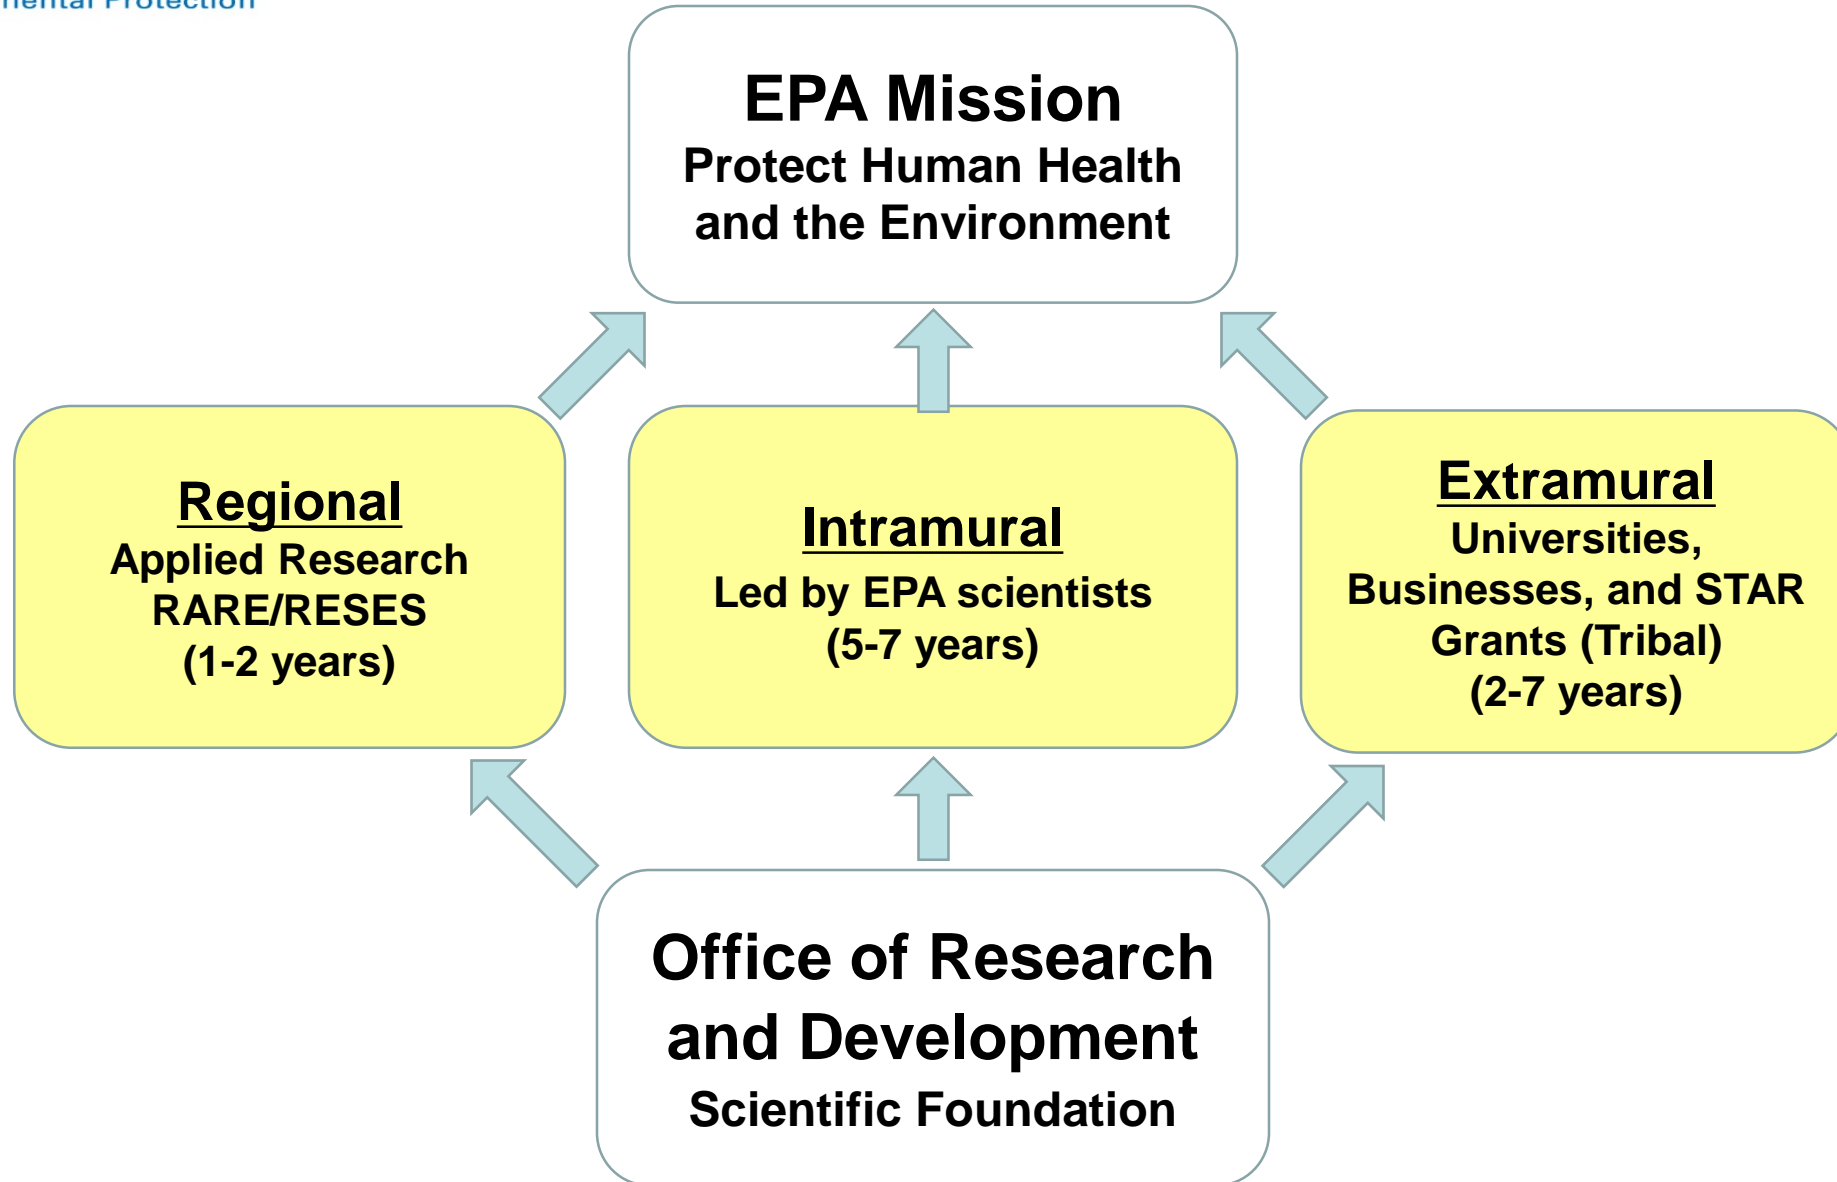 Protection
EPA Mission
Protect Human Health
and the Environment
Regional
Applied Research
RARE/RESES
(1-2 years)
Intramural
Led by EPA scientists
(5-7 years)
Extramural
Universities,
Businesses, and STAR
Grants (Tribal)
(2-7 years)
Office of Research
and Development
Scientific Foundation